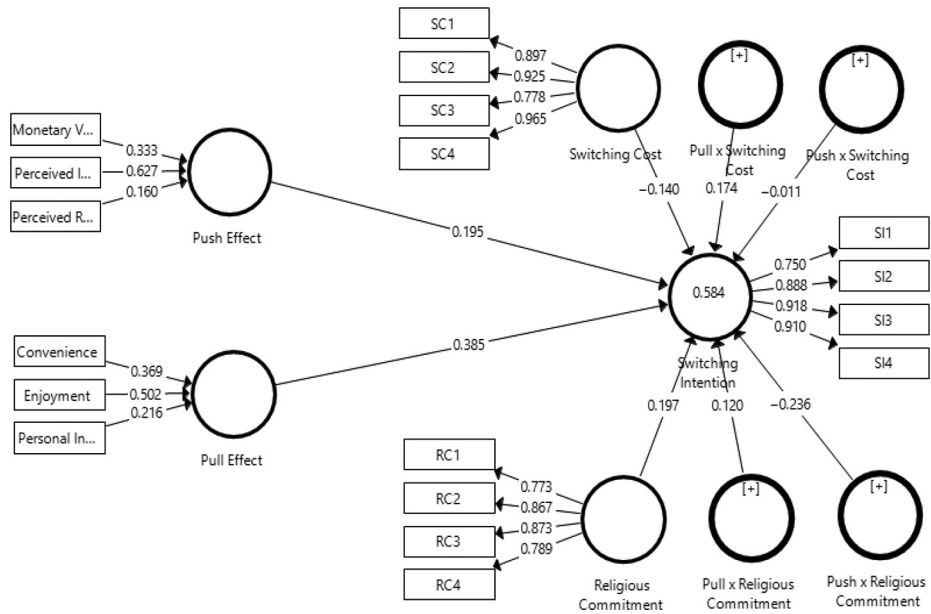 SC1
SC2
SC3
SC4
0.897
0.925
0.778
0.965
Switching Cost
[+]
Pull x Switching
Cost
[+]
Push x Switching
Cost
Monetary V...
Perceived I...
Perceived R...
0.333
0.627
0.160
Push Effect
−0.140
0.174
−0.011
0.195
0.584
Switching
Intention
0.750
0.888
0.918
0.910
SI1
SI2
SI3
SI4
Convenience
Enjoyment
Personal In...
0.369
0.502
0.216
Pull Effect
0.385
0.197
0.120
−0.236
RC1
RC2
RC3
RC4
0.773
0.867
0.873
0.789
Religious
Commitment
[+]
Pull x Religious
Commitment
[+]
Push x Religious
Commitment